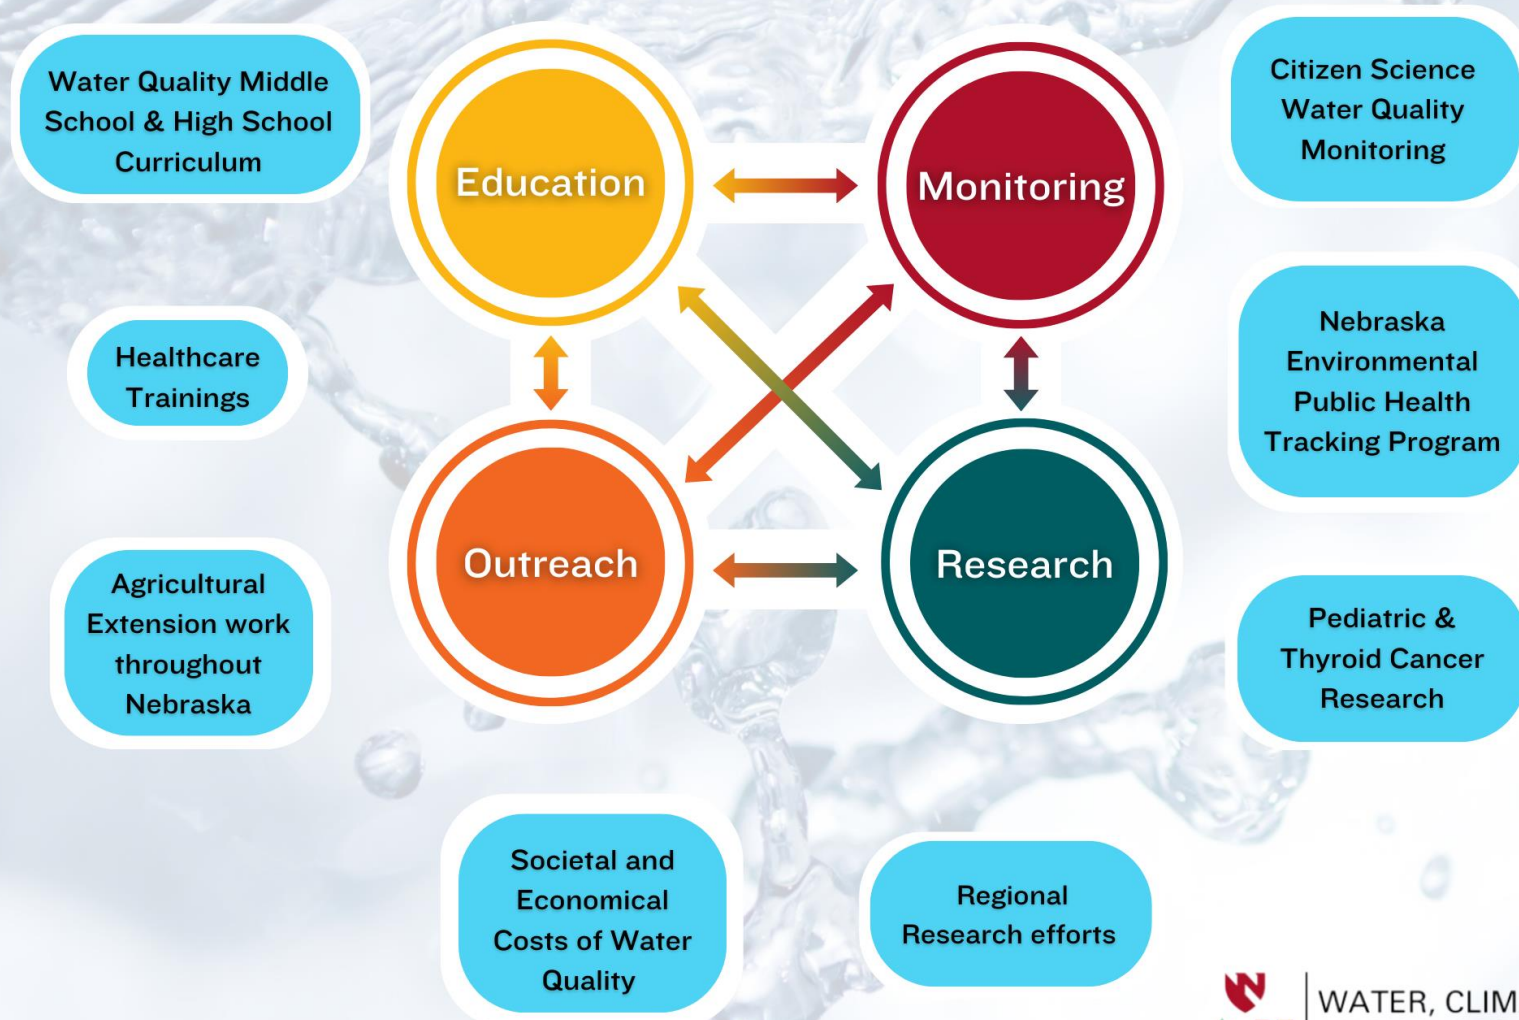 Water Quality Middle
School & High School
Curriculum
Education
Monitoring
Citizen Science
Water Quality
Monitoring
Healthcare
Trainings
Nebraska
Environmental
Public Health
Tracking Program
Outreach
Research
Agricultural
Extension work
throughout
Nebraska
Pediatric &
Thyroid Cancer
Research
Societal and
Economical
Costs of Water
Quality
Regional
Research efforts
N
WATER, CLIM